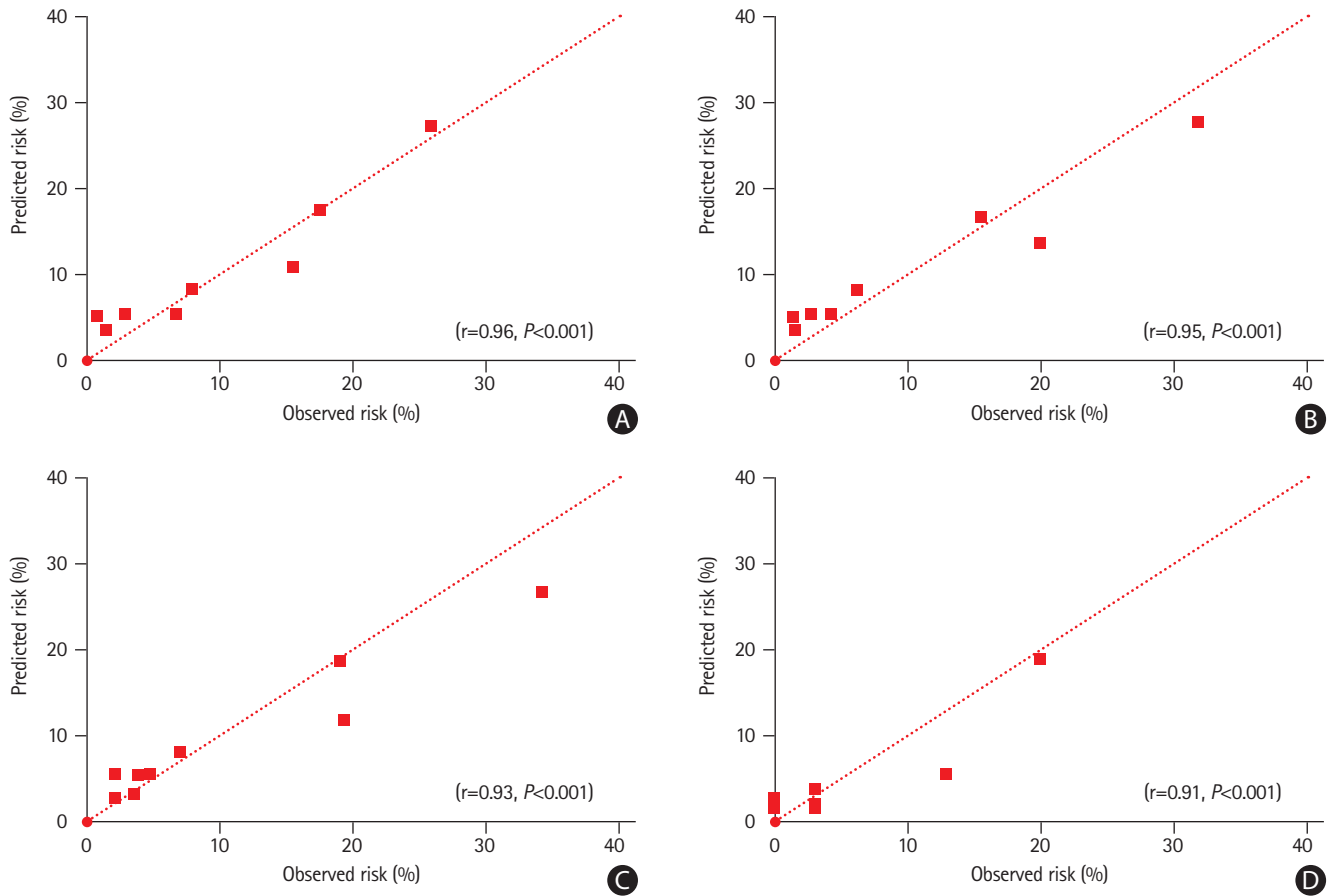 40
30
20
10
0
Predicted risk (%)
(r=0.96, P<0.001)
0 10 20 30 40
Observed risk (%)
A
40
30
20
10
0
Predicted risk (%)
(r=0.95, P<0.001)
0 10 20 30 40
Observed risk (%)
B
40
30
20
10
0
Predicted risk (%)
(r=0.93, P<0.001)
0 10 20 30 40
Observed risk (%)
C
40
30
20
10
0
Predicted risk (%)
(r=0.91, P<0.001)
0 10 20 30 40
Observed risk (%)
D